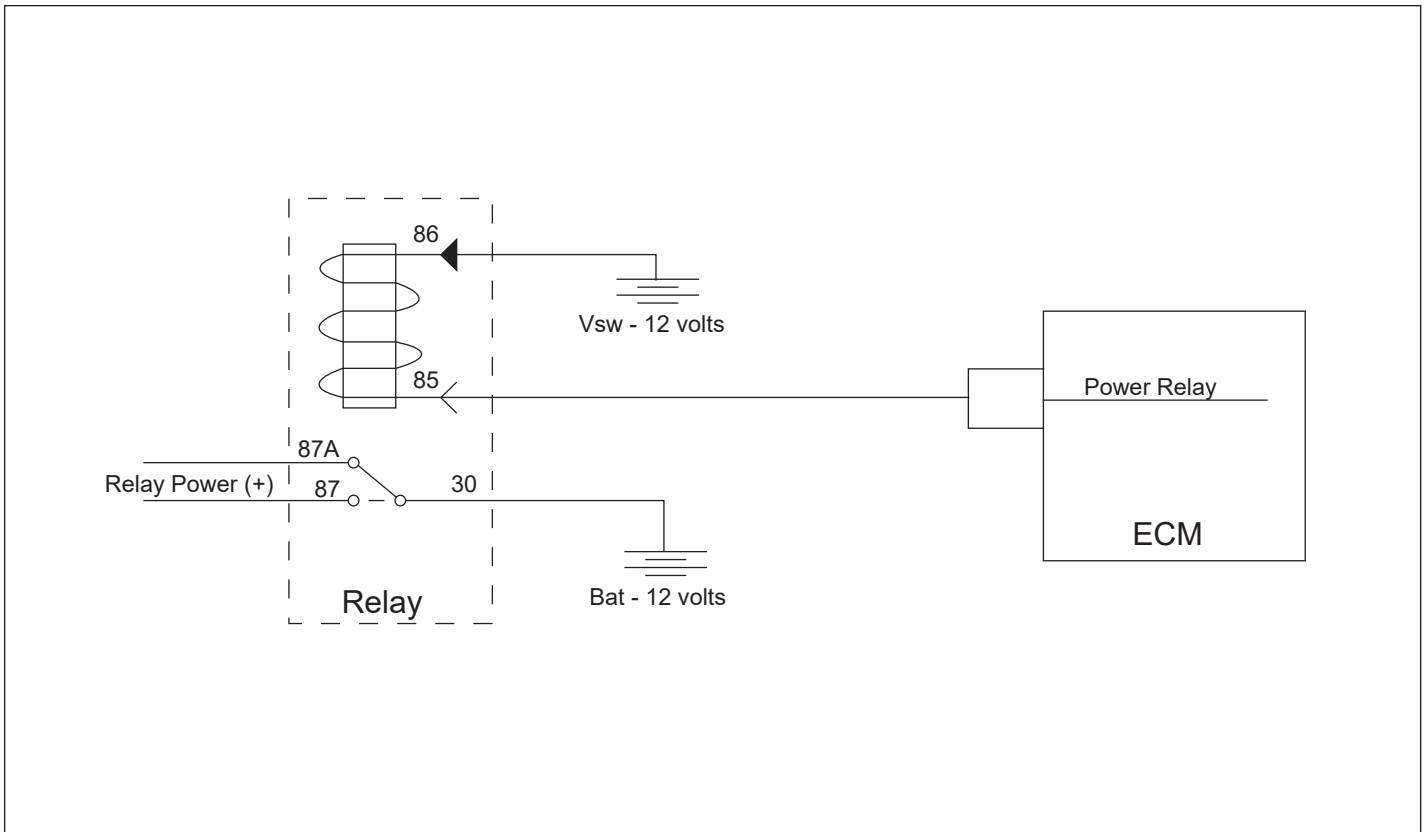 86
Vsw - 12 volts
85
Power Relay
87A
Relay Power (+)
87
30
ECM
Bat - 12 volts
Relay